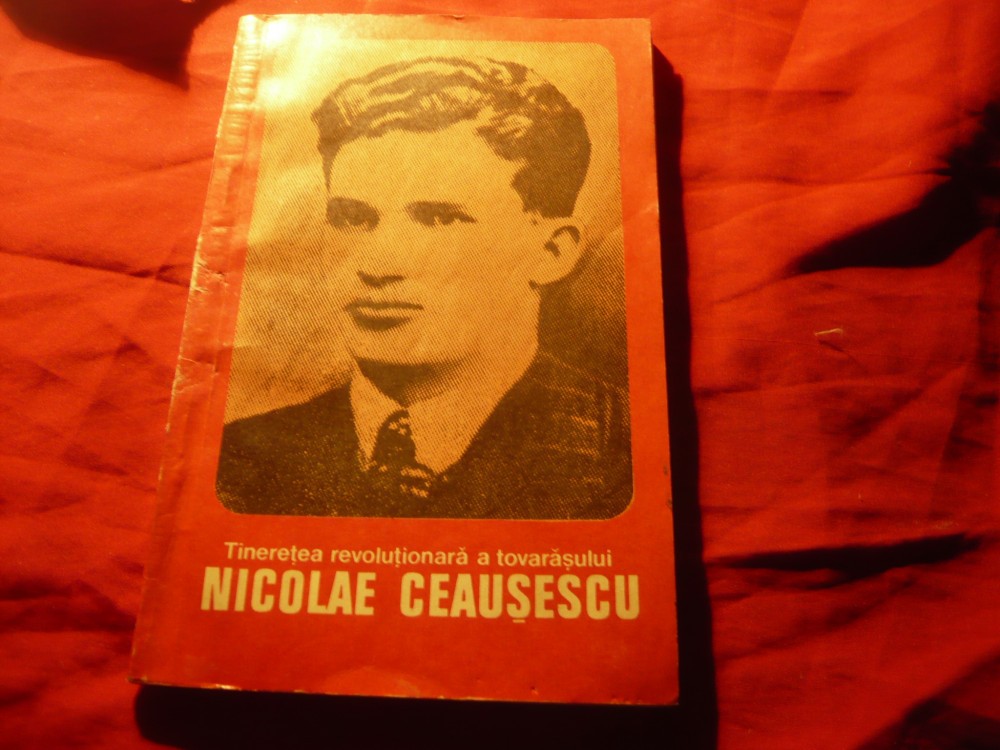 Tinerețea revoluționară a tovarășului
NICOLAE CEAUȘESCU